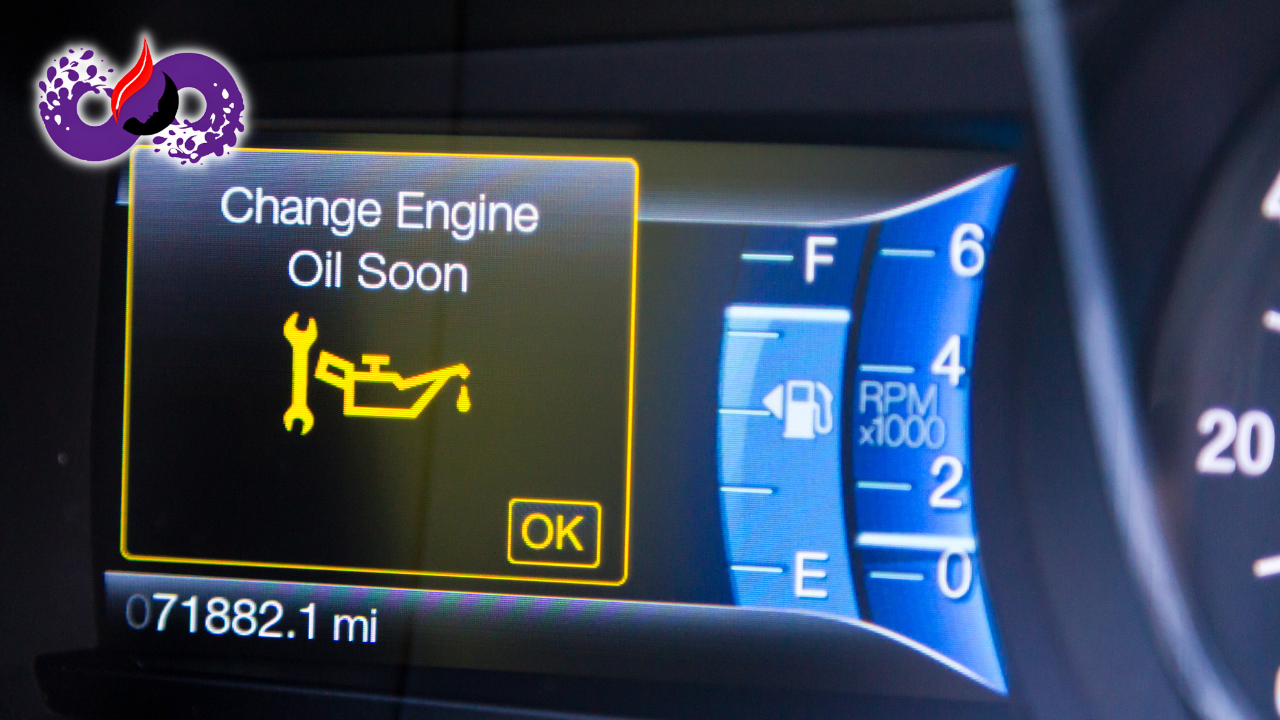 Change Engine
Oil Soon
OK
071882.1 mi
F
E
6
4
RPM
x1000
2
0
20